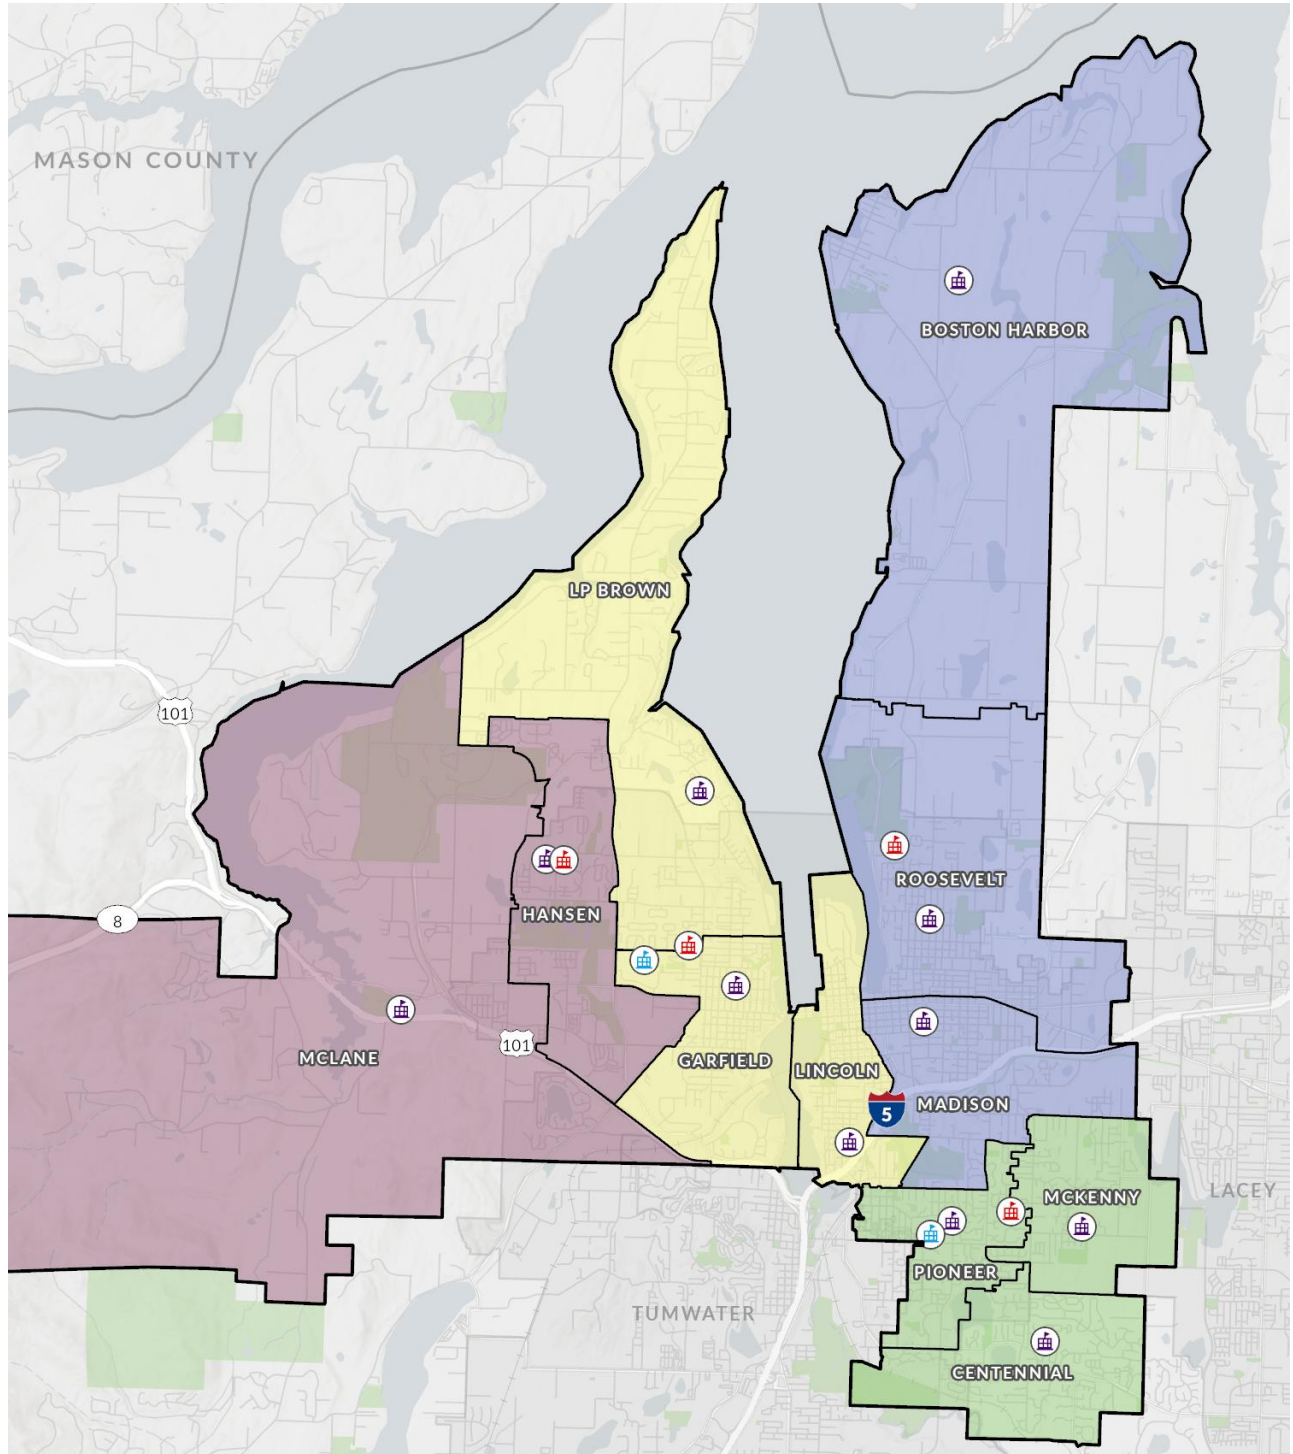 MASON COUNTY
BOSTON HARBOR
LP BROWN
101
ROOSEVELT
HANSEN
8
101
MCLANE
GARFIELD
LINCOLN
5
MADISON
MCKENNY
LACEY
PIONEER
TUMWATER
CENTENNIAL